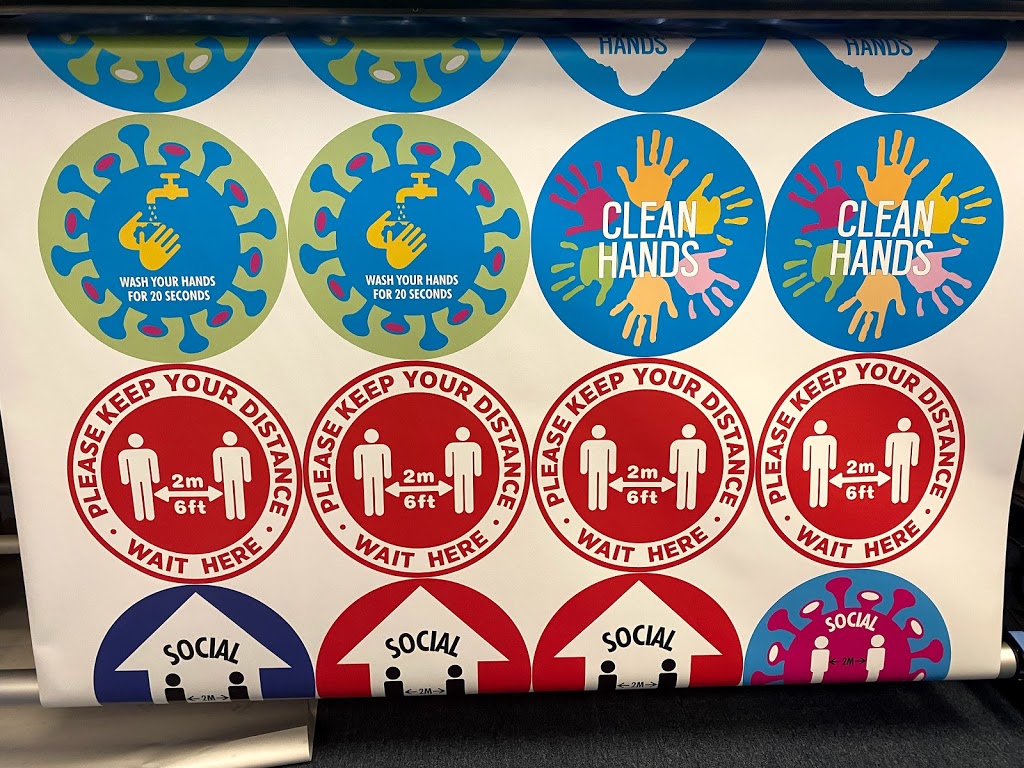 HANDS
HANDS
WASH YOUR HANDS
FOR 20 SECONDS
WASH YOUR HANDS
FOR 20 SECONDS
CLEAN
HANDS
CLEAN
HANDS
PLEASE KEEP YOUR DISTANCE
2m
6ft
• WAIT HERE •
PLEASE KEEP YOUR DISTANCE
2m
6ft
• WAIT HERE •
PLEASE KEEP YOUR DISTANCE
2m
6ft
• WAIT HERE •
PLEASE KEEP YOUR DISTANCE
2m
6ft
• WAIT HERE •
SOCIAL
2M
SOCIAL
2M
SOCIAL
2M
SOCIAL
2M